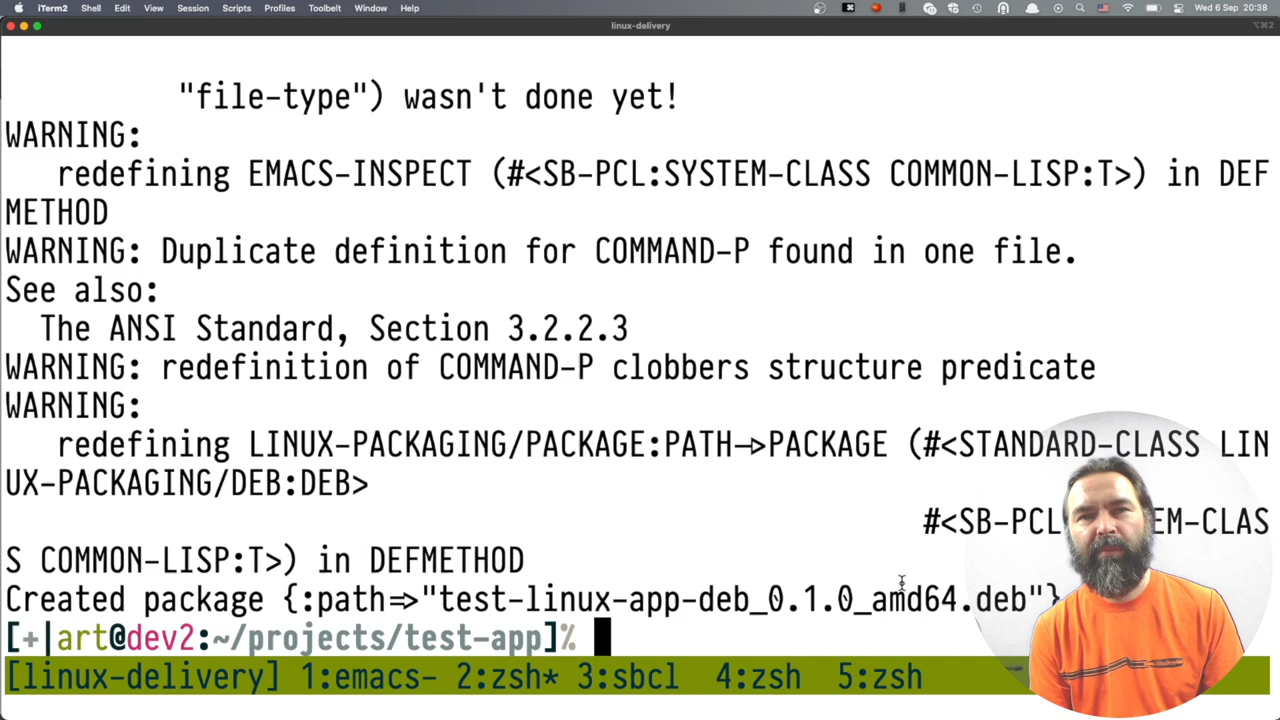 iTerm2 Shell Edit View Session Scripts Profiles Toolbelt Window Help Wed 6 Sep 20:38
linux-delivery ⌥⌘2
"file-type") wasn't done yet!
WARNING:
redefining EMACS-INSPECT (#<SB-PCL:SYSTEM-CLASS COMMON-LISP:T>) in DEF
METHOD
WARNING: Duplicate definition for COMMAND-P found in one file.
See also:
The ANSI Standard, Section 3.2.2.3
WARNING: redefinition of COMMAND-P clobbers structure predicate
WARNING:
redefining LINUX-PACKAGING/PACKAGE:PATH->PACKAGE (#<STANDARD-CLASS LIN
UX-PACKAGING/DEB:DEB>
#<SB-PCL EM-CLAS
S COMMON-LISP:T>) in DEFMETHOD
Created package {:path=>"test-linux-app-deb_0.1.0_amd64.deb"}
[+|art@dev2:~/projects/test-app]%
[linux-delivery] 1:emacs- 2:zsh* 3:sbcl 4:zsh 5:zsh